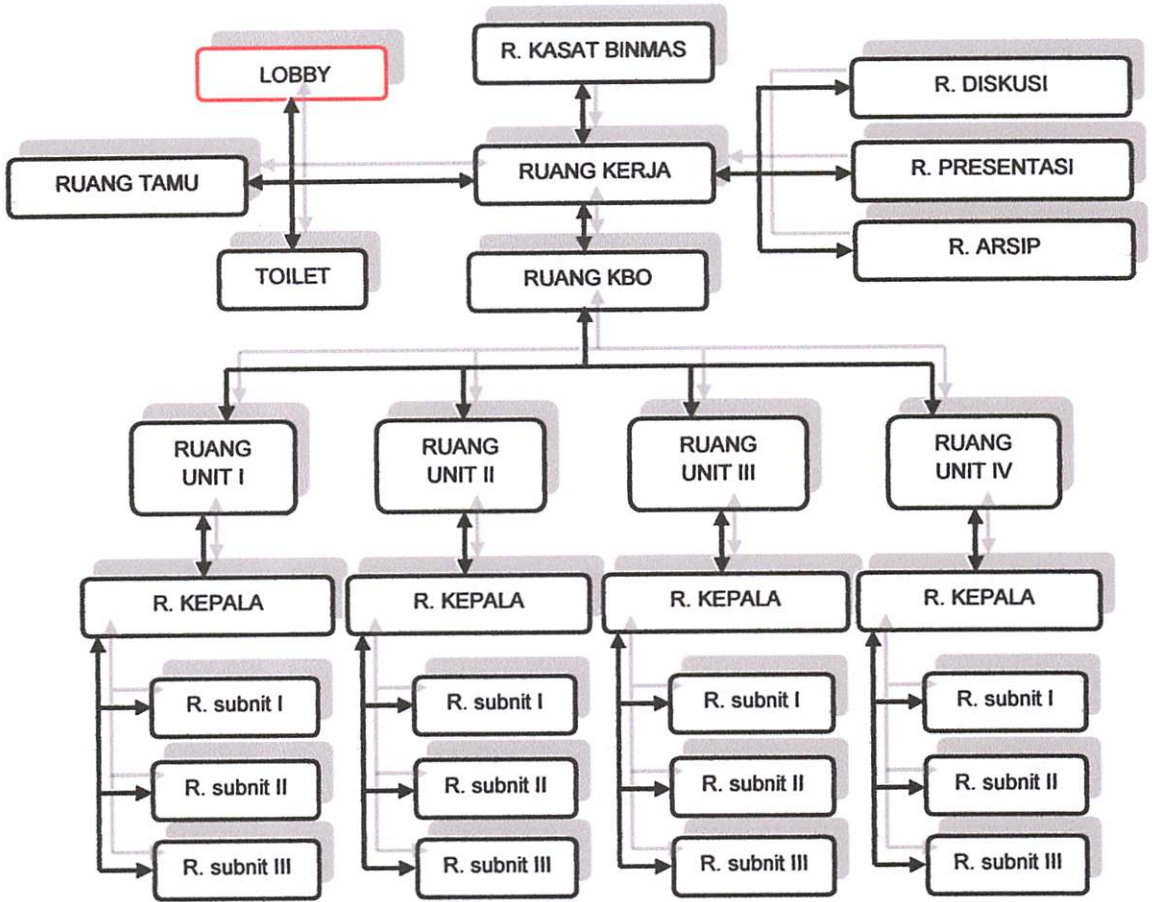 LOBBY
R. KASAT BINMAS
R. DISKUSI
RUANG TAMU
RUANG KERJA
R. PRESENTASI
TOILET
RUANG KBO
R. ARSIP
RUANG
UNIT I
RUANG
UNIT II
RUANG
UNIT III
RUANG
UNIT IV
R. KEPALA
R. KEPALA
R. KEPALA
R. KEPALA
R. subnit I
R. subnit I
R. subnit I
R. subnit I
R. subnit II
R. subnit II
R. subnit II
R. subnit II
R. subnit III
R. subnit III
R. subnit III
R. subnit III